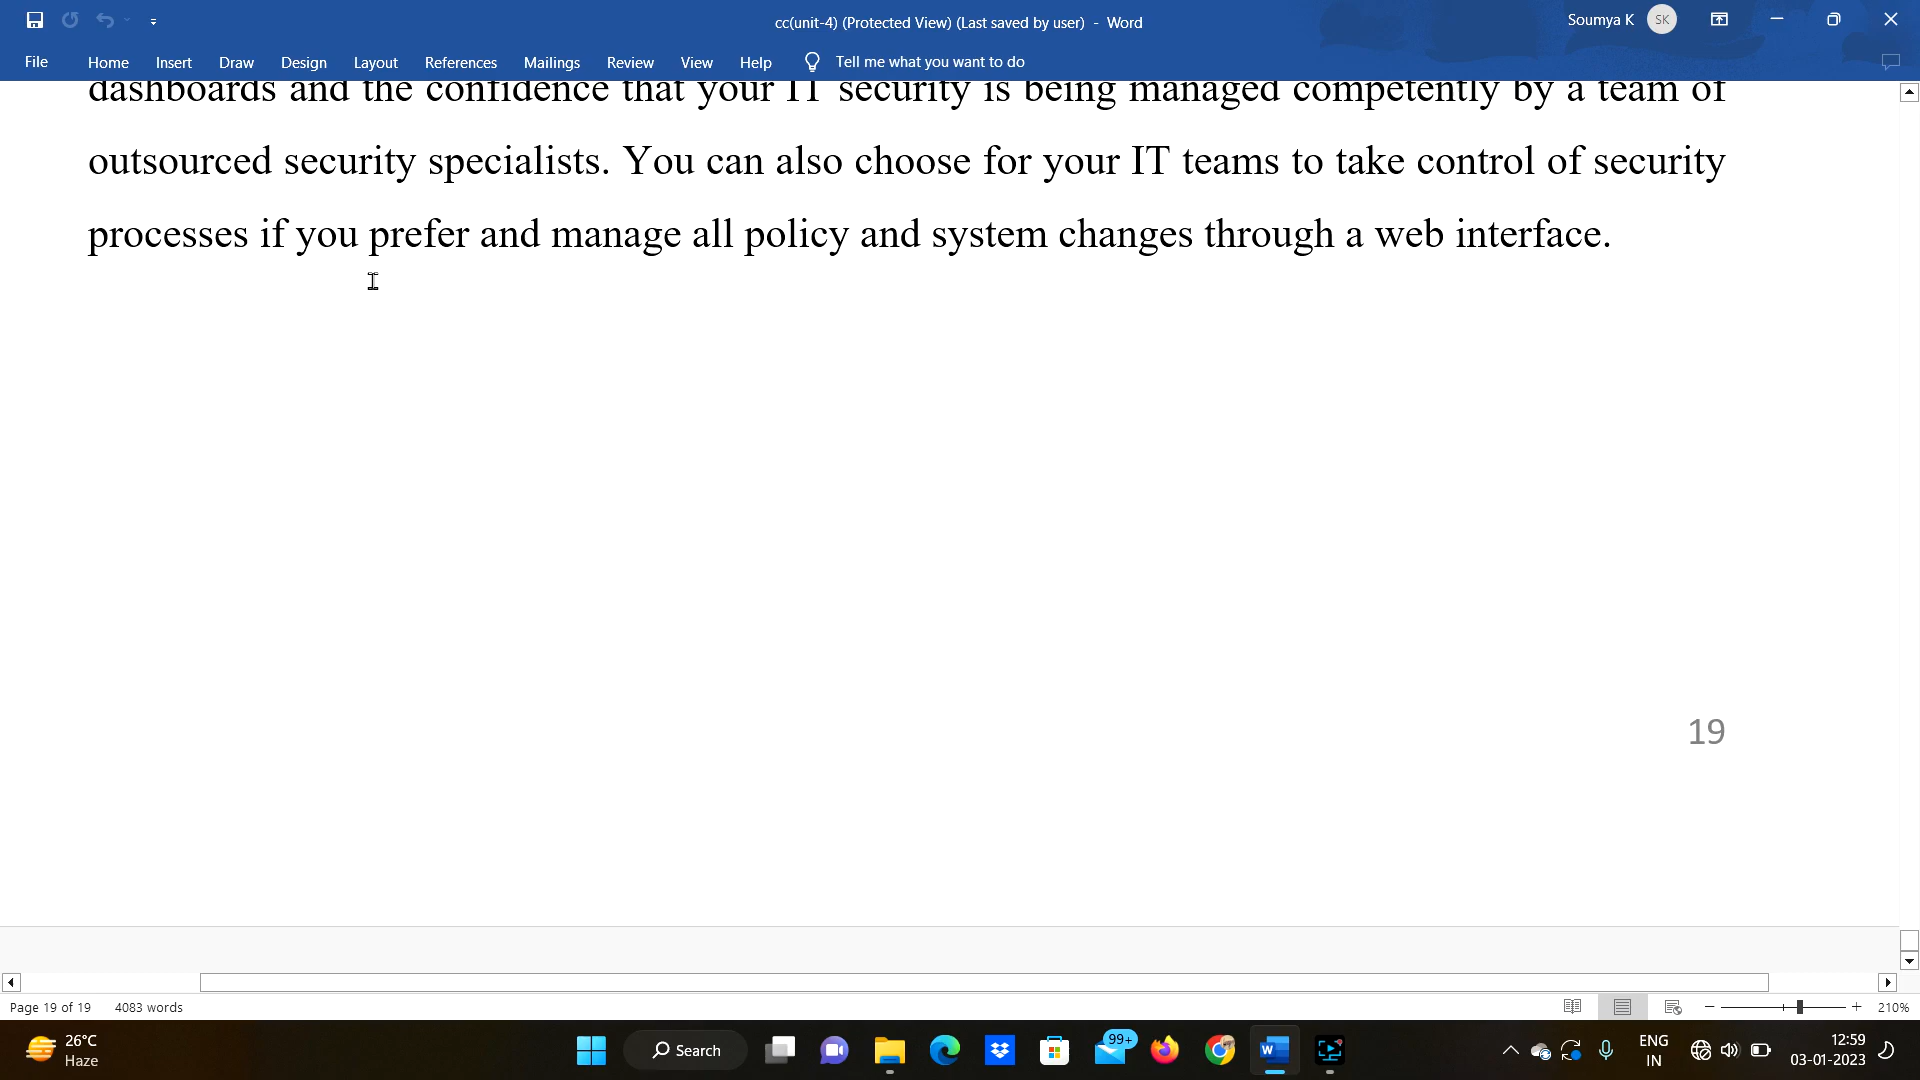 cc(unit-4) (Protected View) (Last saved by user) - Word
Soumya K
SK
File Home Insert Draw Design Layout References Mailings Review View Help Tell me what you want to do
dashboards and the confidence that your IT security is being managed competently by a team of
outsourced security specialists. You can also choose for your IT teams to take control of security
processes if you prefer and manage all policy and system changes through a web interface.
19
Page 19 of 19 4083 words
210%
26°C
Haze
Search
99+
ENG
IN
12:59
03-01-2023